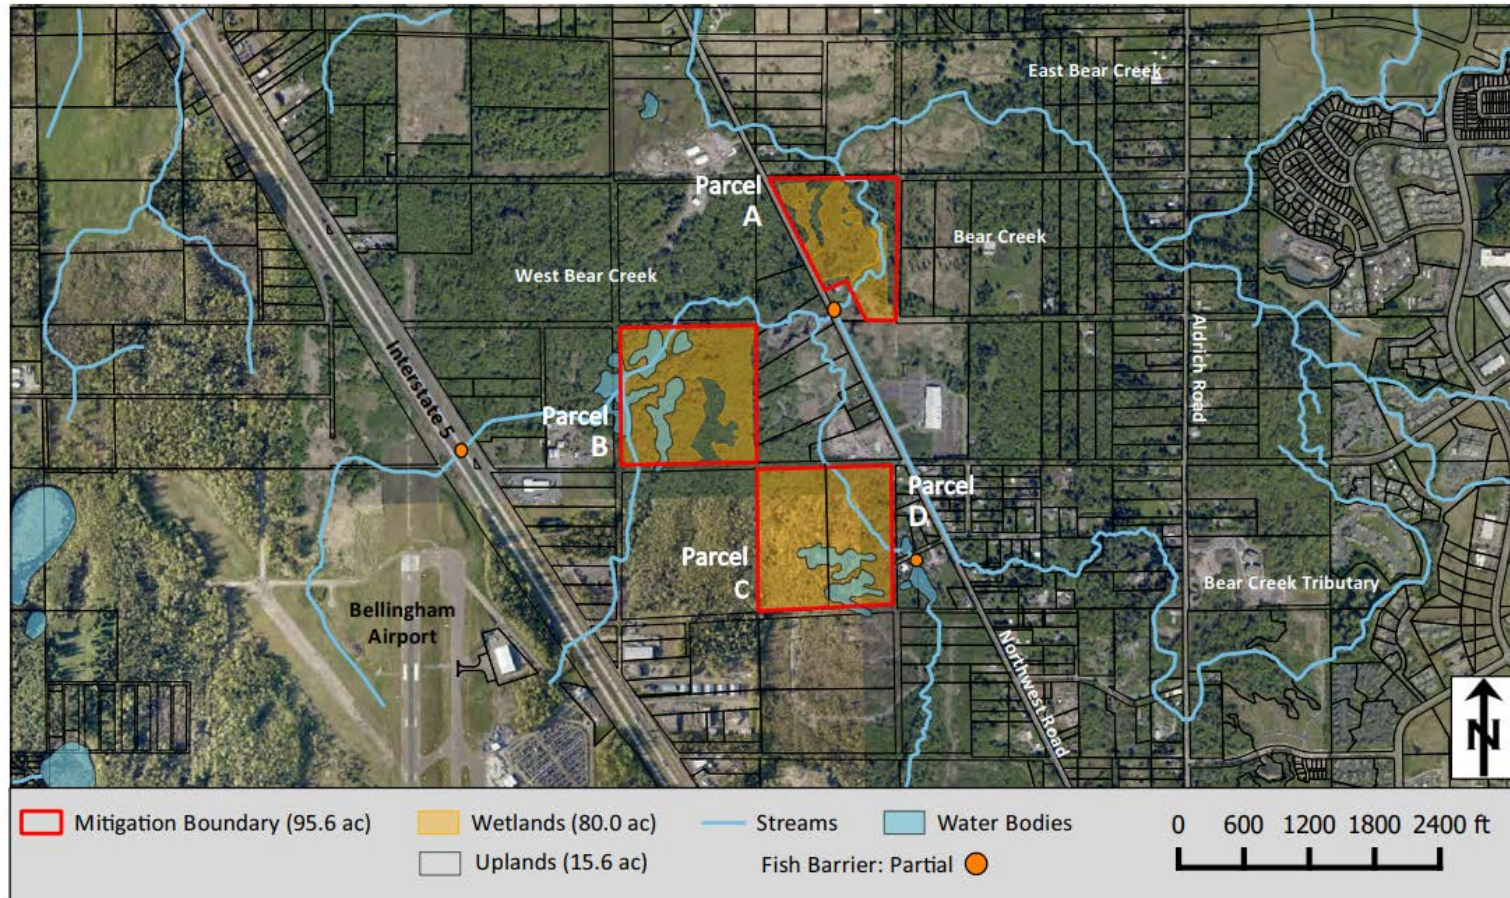 East Bear Creek
Parcel
A
Bear Creek
West Bear Creek
Aldrich Road
Interstate 5
Parcel
B
Parcel
D
Parcel
C
Bear Creek Tributary
Bellingham
Airport
Northwest Road
N
Mitigation Boundary (95.6 ac)
Wetlands (80.0 ac)
Streams
Water Bodies
0 600 1200 1800 2400 ft
Uplands (15.6 ac)
Fish Barrier: Partial